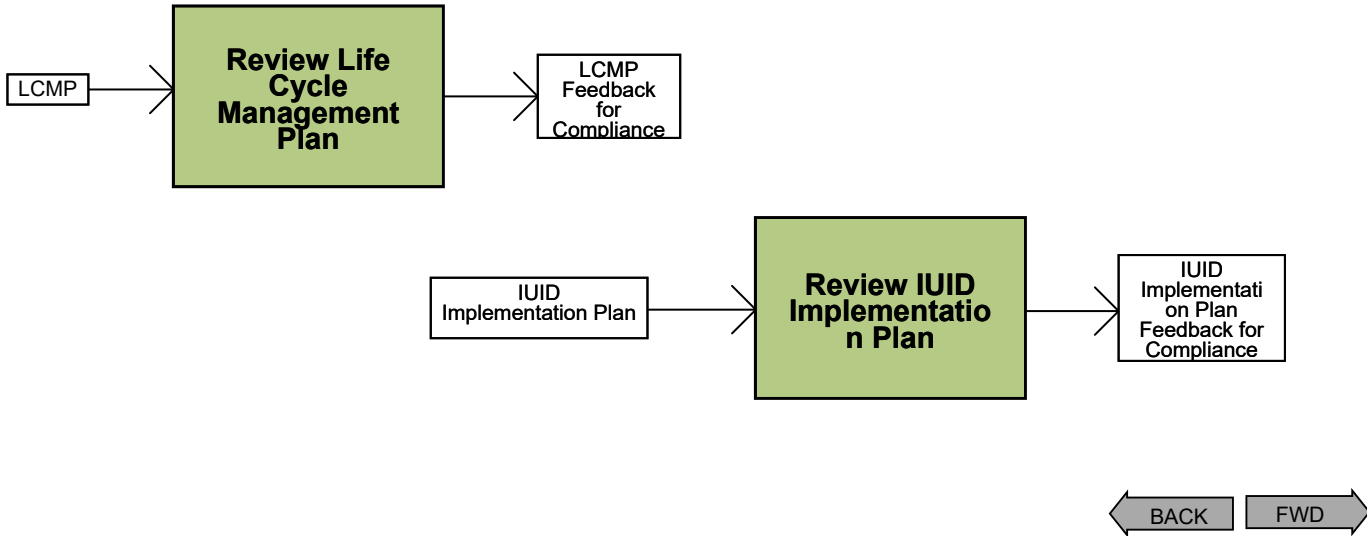 LCMP
Review Life
Cycle
Management
Plan
LCMP
Feedback
for
Compliance
IUID
Implementation Plan
Review IUID
Implementatio
n Plan
IUID
Implementati
on Plan
Feedback for
Compliance
BACK
FWD